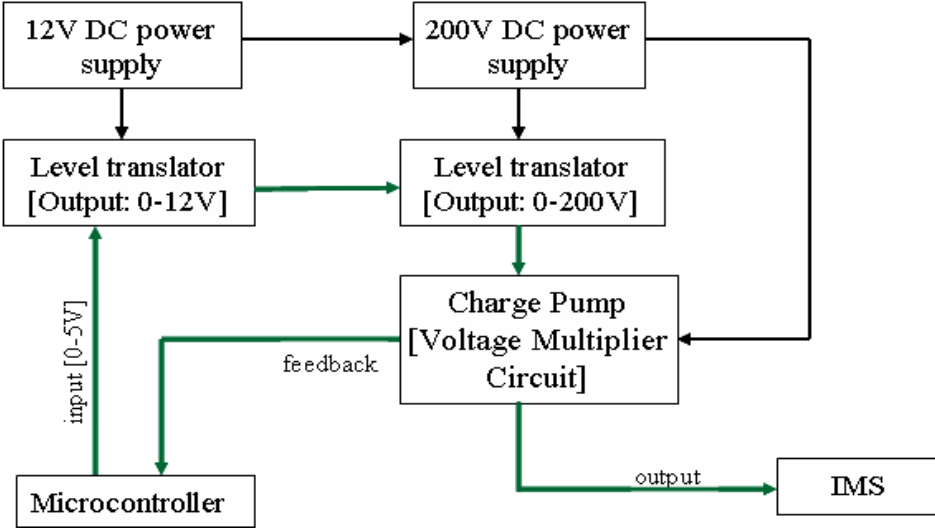 12V DC power
supply
200V DC power
supply
Level translator
[Output: 0-12V]
Level translator
[Output: 0-200V]
input [0-5V]
Charge Pump
[Voltage Multiplier
Circuit]
feedback
output
IMS
Microcontroller